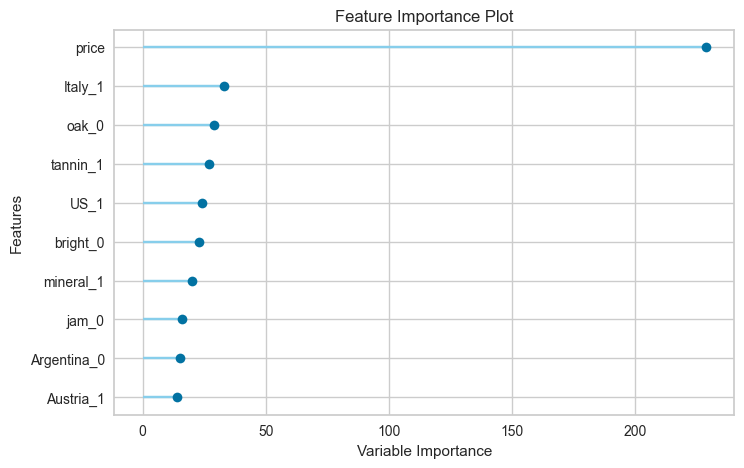 Feature Importance Plot
Features
price
Italy_1
oak_0
tannin_1
US_1
bright_0
mineral_1
jam_0
Argentina_0
Austria_1
0 50 100 150 200
Variable Importance